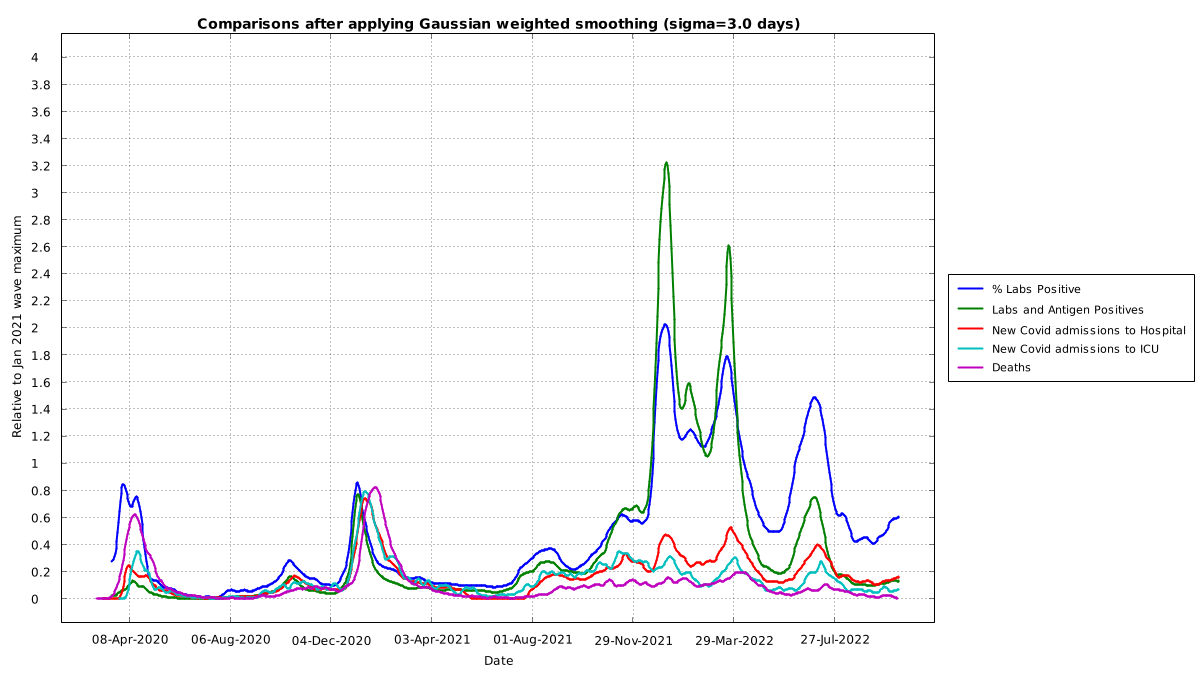 Comparisons after applying Gaussian weighted smoothing (sigma=3.0 days)
4
3.8
3.6
3.4
3.2
3
2.8
2.6
2.4
2.2
2
1.8
1.6
1.4
1.2
1
0.8
0.6
0.4
0.2
0
Relative to Jan 2021 wave maximum
08-Apr-2020
06-Aug-2020
04-Dec-2020
03-Apr-2021
01-Aug-2021
29-Nov-2021
29-Mar-2022
27-Jul-2022
Date
% Labs Positive
Labs and Antigen Positives
New Covid admissions to Hospital
New Covid admissions to ICU
Deaths